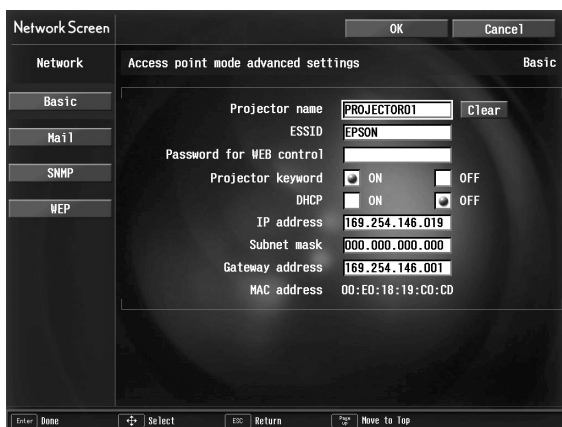 Network Screen
OK Cancel
Network
Access point mode advanced settings Basic
Basic
Mail
SNMP
WEP
Projector name PROJECTOR01 Clear
ESSID EPSON
Password for WEB control
Projector keyword ON OFF
DHCP ON OFF
IP address 169.254.146.019
Subnet mask 000.000.000.000
Gateway address 169.254.146.001
MAC address 00:E0:18:19:C0:CD
Enter Done Select ESC Return Page up Move to Top